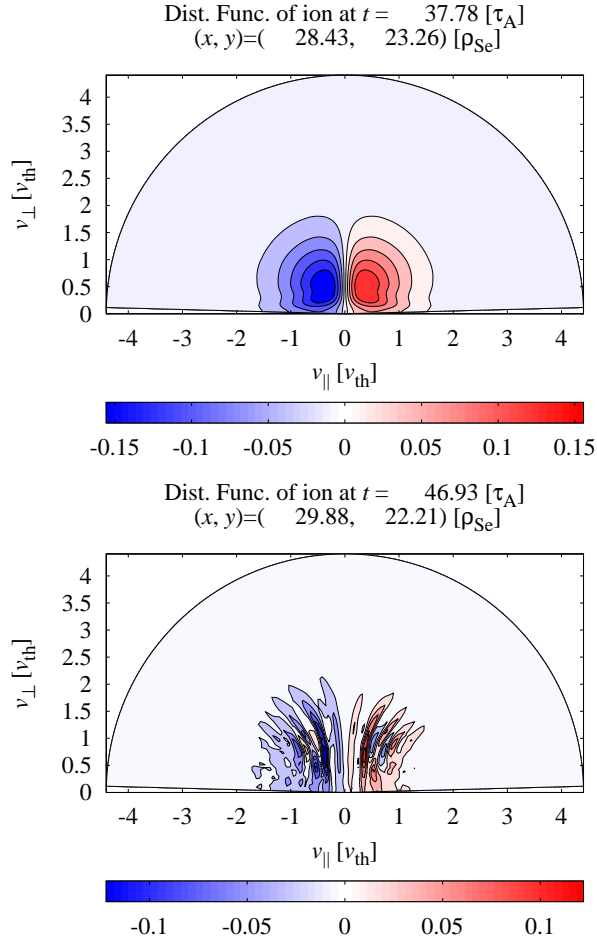 Dist. Func. of ion at t = 37.78 [τA]
(x, y)=( 28.43, 23.26) [ρSe]
v⊥ [vth]
4
3.5
3
2.5
2
1.5
1
0.5
0
-4 -3 -2 -1 0 1 2 3 4
v|| [vth]
-0.15 -0.1 -0.05 0 0.05 0.1 0.15
Dist. Func. of ion at t = 46.93 [τA]
(x, y)=( 29.88, 22.21) [ρSe]
v⊥ [vth]
4
3.5
3
2.5
2
1.5
1
0.5
0
-4 -3 -2 -1 0 1 2 3 4
v|| [vth]
-0.1 -0.05 0 0.05 0.1